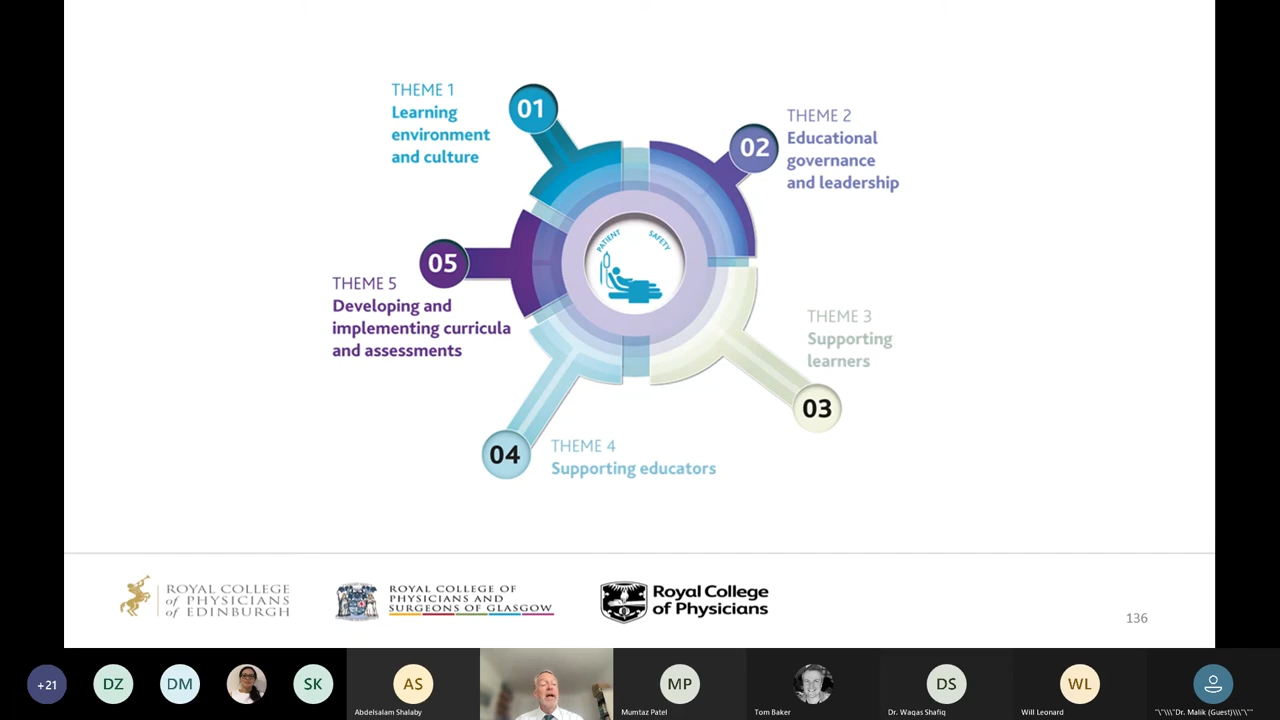 THEME 1
Learning
environment
and culture
01
THEME 2
Educational
governance
and leadership
02
PATIENT SAFETY
THEME 5
Developing and
implementing curricula
and assessments
05
THEME 3
Supporting
learners
03
THEME 4
Supporting educators
04
ROYAL COLLEGE
of PHYSICIANS
of EDINBURGH
ROYAL COLLEGE OF
PHYSICIANS AND
SURGEONS OF GLASGOW
Royal College
of Physicians
136
+21
DZ
DM
SK
AS
Abdelsalam Shalaby
MP
Mumtaz Patel
Tom Baker
DS
Dr. Waqas Shafiq
WL
Will Leonard
"\"\\\"Dr. Malik (Guest)\\\"\""